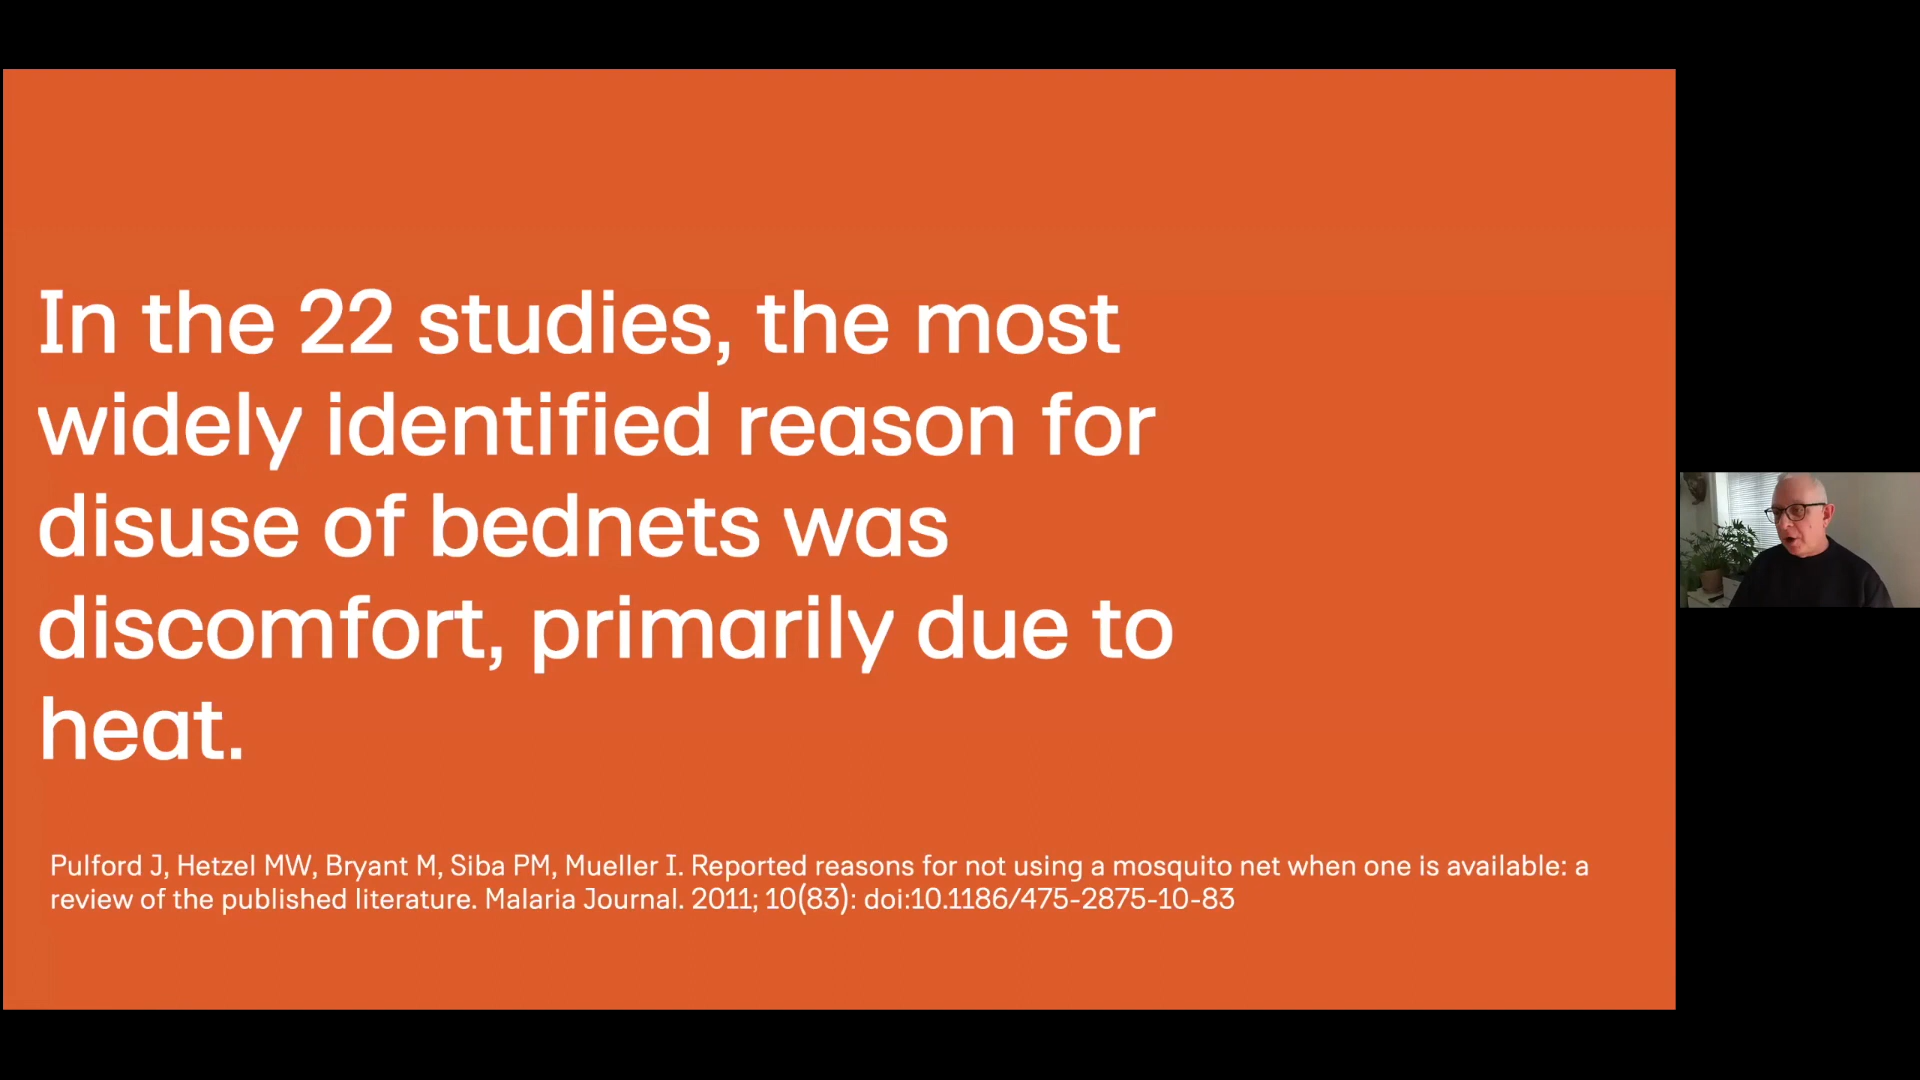 In the 22 studies, the most
widely identified reason for
disuse of bednets was
discomfort, primarily due to
heat.
Pulford J, Hetzel MW, Bryant M, Siba PM, Mueller I. Reported reasons for not using a mosquito net when one is available: a
review of the published literature. Malaria Journal. 2011; 10(83): doi:10.1186/475-2875-10-83